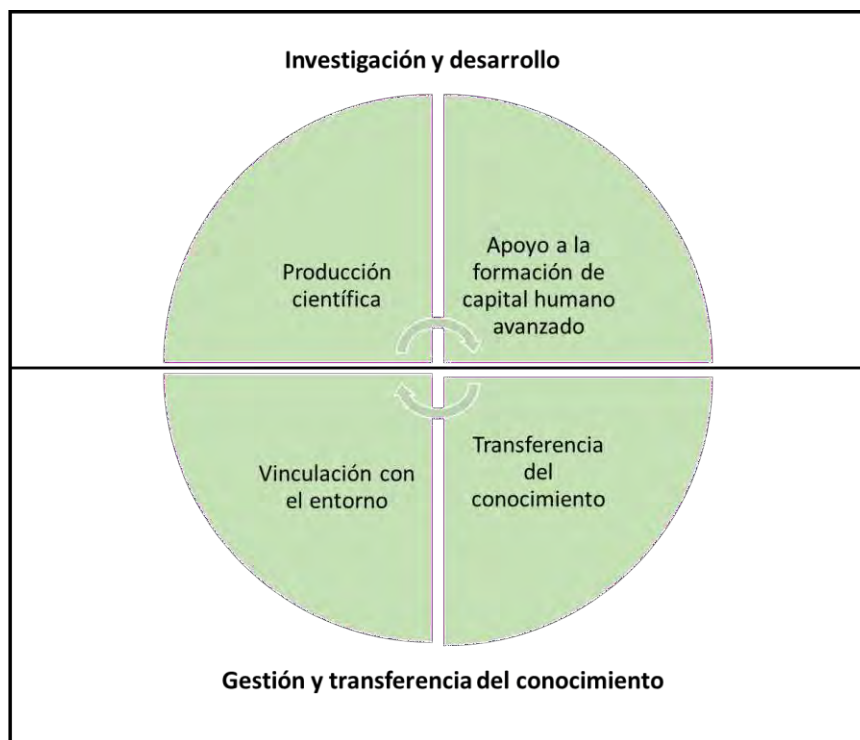 Investigación y desarrollo
Producción
científica
Apoyo a la
formación de
capital humano
avanzado
Vinculación con
el entorno
Transferencia
del
conocimiento
Gestión y transferencia del conocimiento